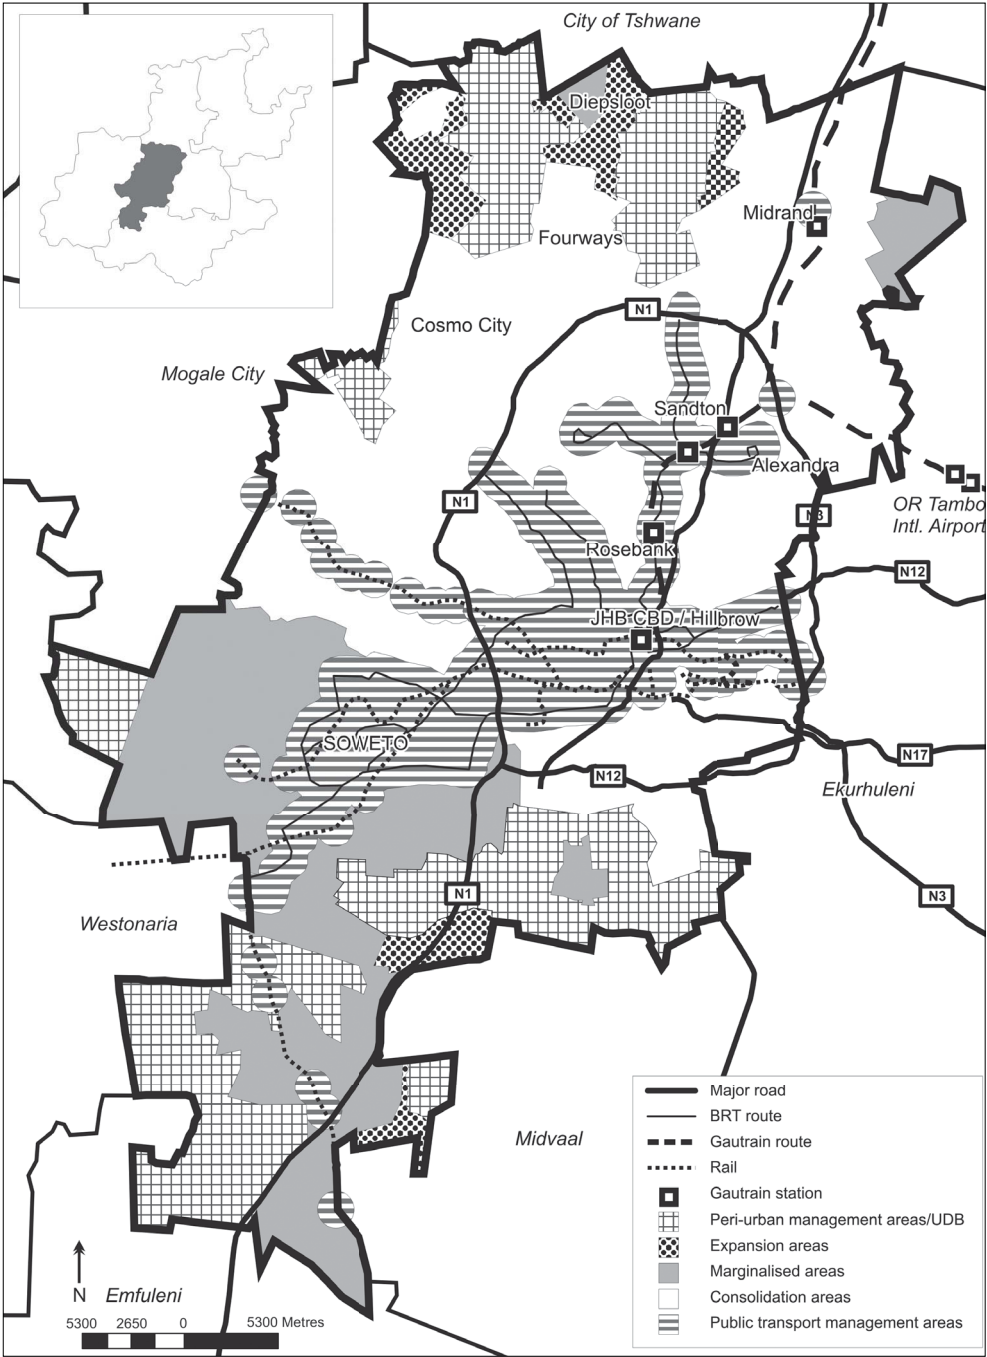 City of Tshwane
Diepsloot
Midrand
Fourways
N1
Cosmo City
Mogale City
Sandton
Alexandra
N1
OR Tambo
Intl. Airport
N3
Rosebank
N12
JHB CBD / Hillbrow
SOWETO
N17
N12
Ekurhuleni
N1
N3
Westonaria
Midvaal
Major road
BRT route
Gautrain route
Rail
Gautrain station
Peri-urban management areas/UDB
Expansion areas
Marginalised areas
Consolidation areas
Public transport management areas
N
Emfuleni
5300 2650 0 5300 Metres